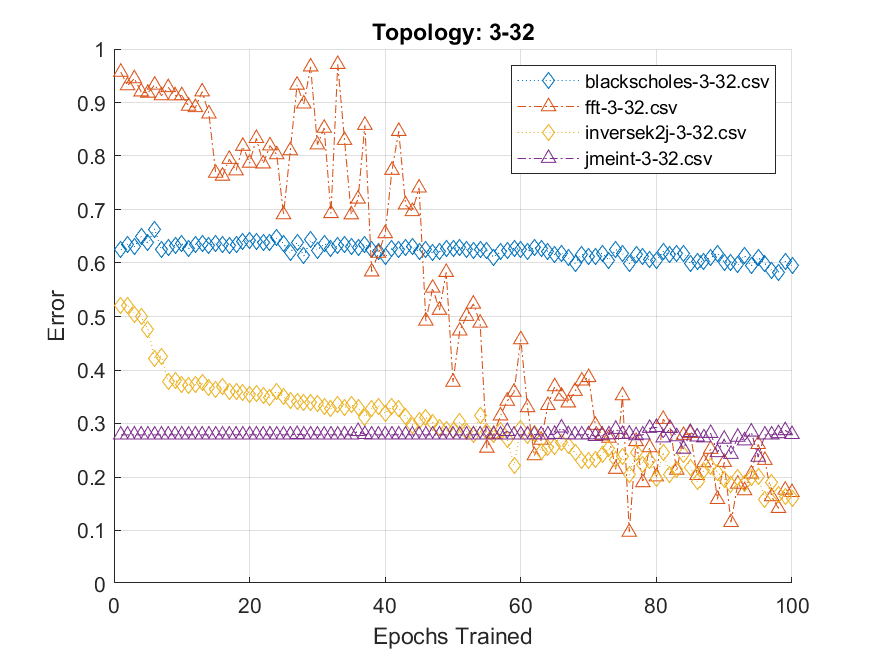 Topology: 3-32
1
0.9
0.8
0.7
0.6
0.5
0.4
0.3
0.2
0.1
0
Error
blackscholes-3-32.csv
fft-3-32.csv
inversek2j-3-32.csv
jmeint-3-32.csv
0 20 40 60 80 100
Epochs Trained